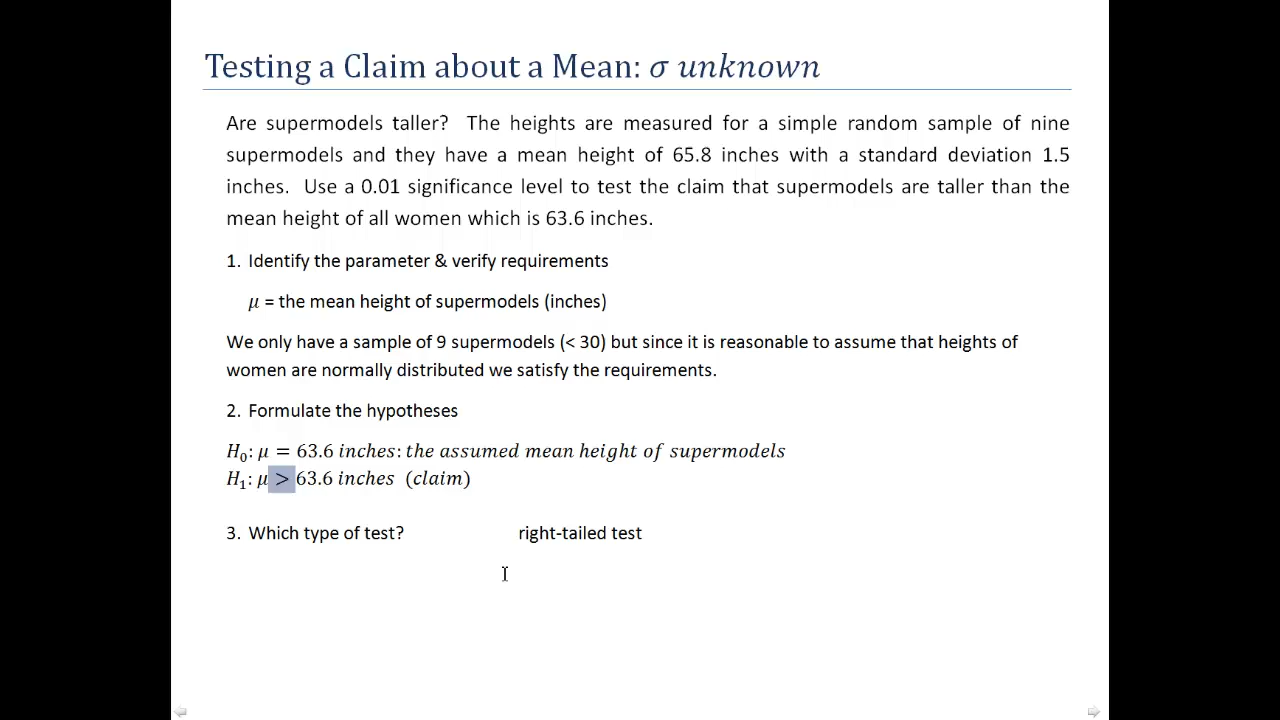 Testing a Claim about a Mean: σ unknown
Are supermodels taller? The heights are measured for a simple random sample of nine
supermodels and they have a mean height of 65.8 inches with a standard deviation 1.5
inches. Use a 0.01 significance level to test the claim that supermodels are taller than the
mean height of all women which is 63.6 inches.
1. Identify the parameter & verify requirements
μ = the mean height of supermodels (inches)
We only have a sample of 9 supermodels (< 30) but since it is reasonable to assume that heights of
women are normally distributed we satisfy the requirements.
2. Formulate the hypotheses
H₀: μ = 63.6 inches: the assumed mean height of supermodels
H₁: μ > 63.6 inches (claim)
3. Which type of test? right-tailed test